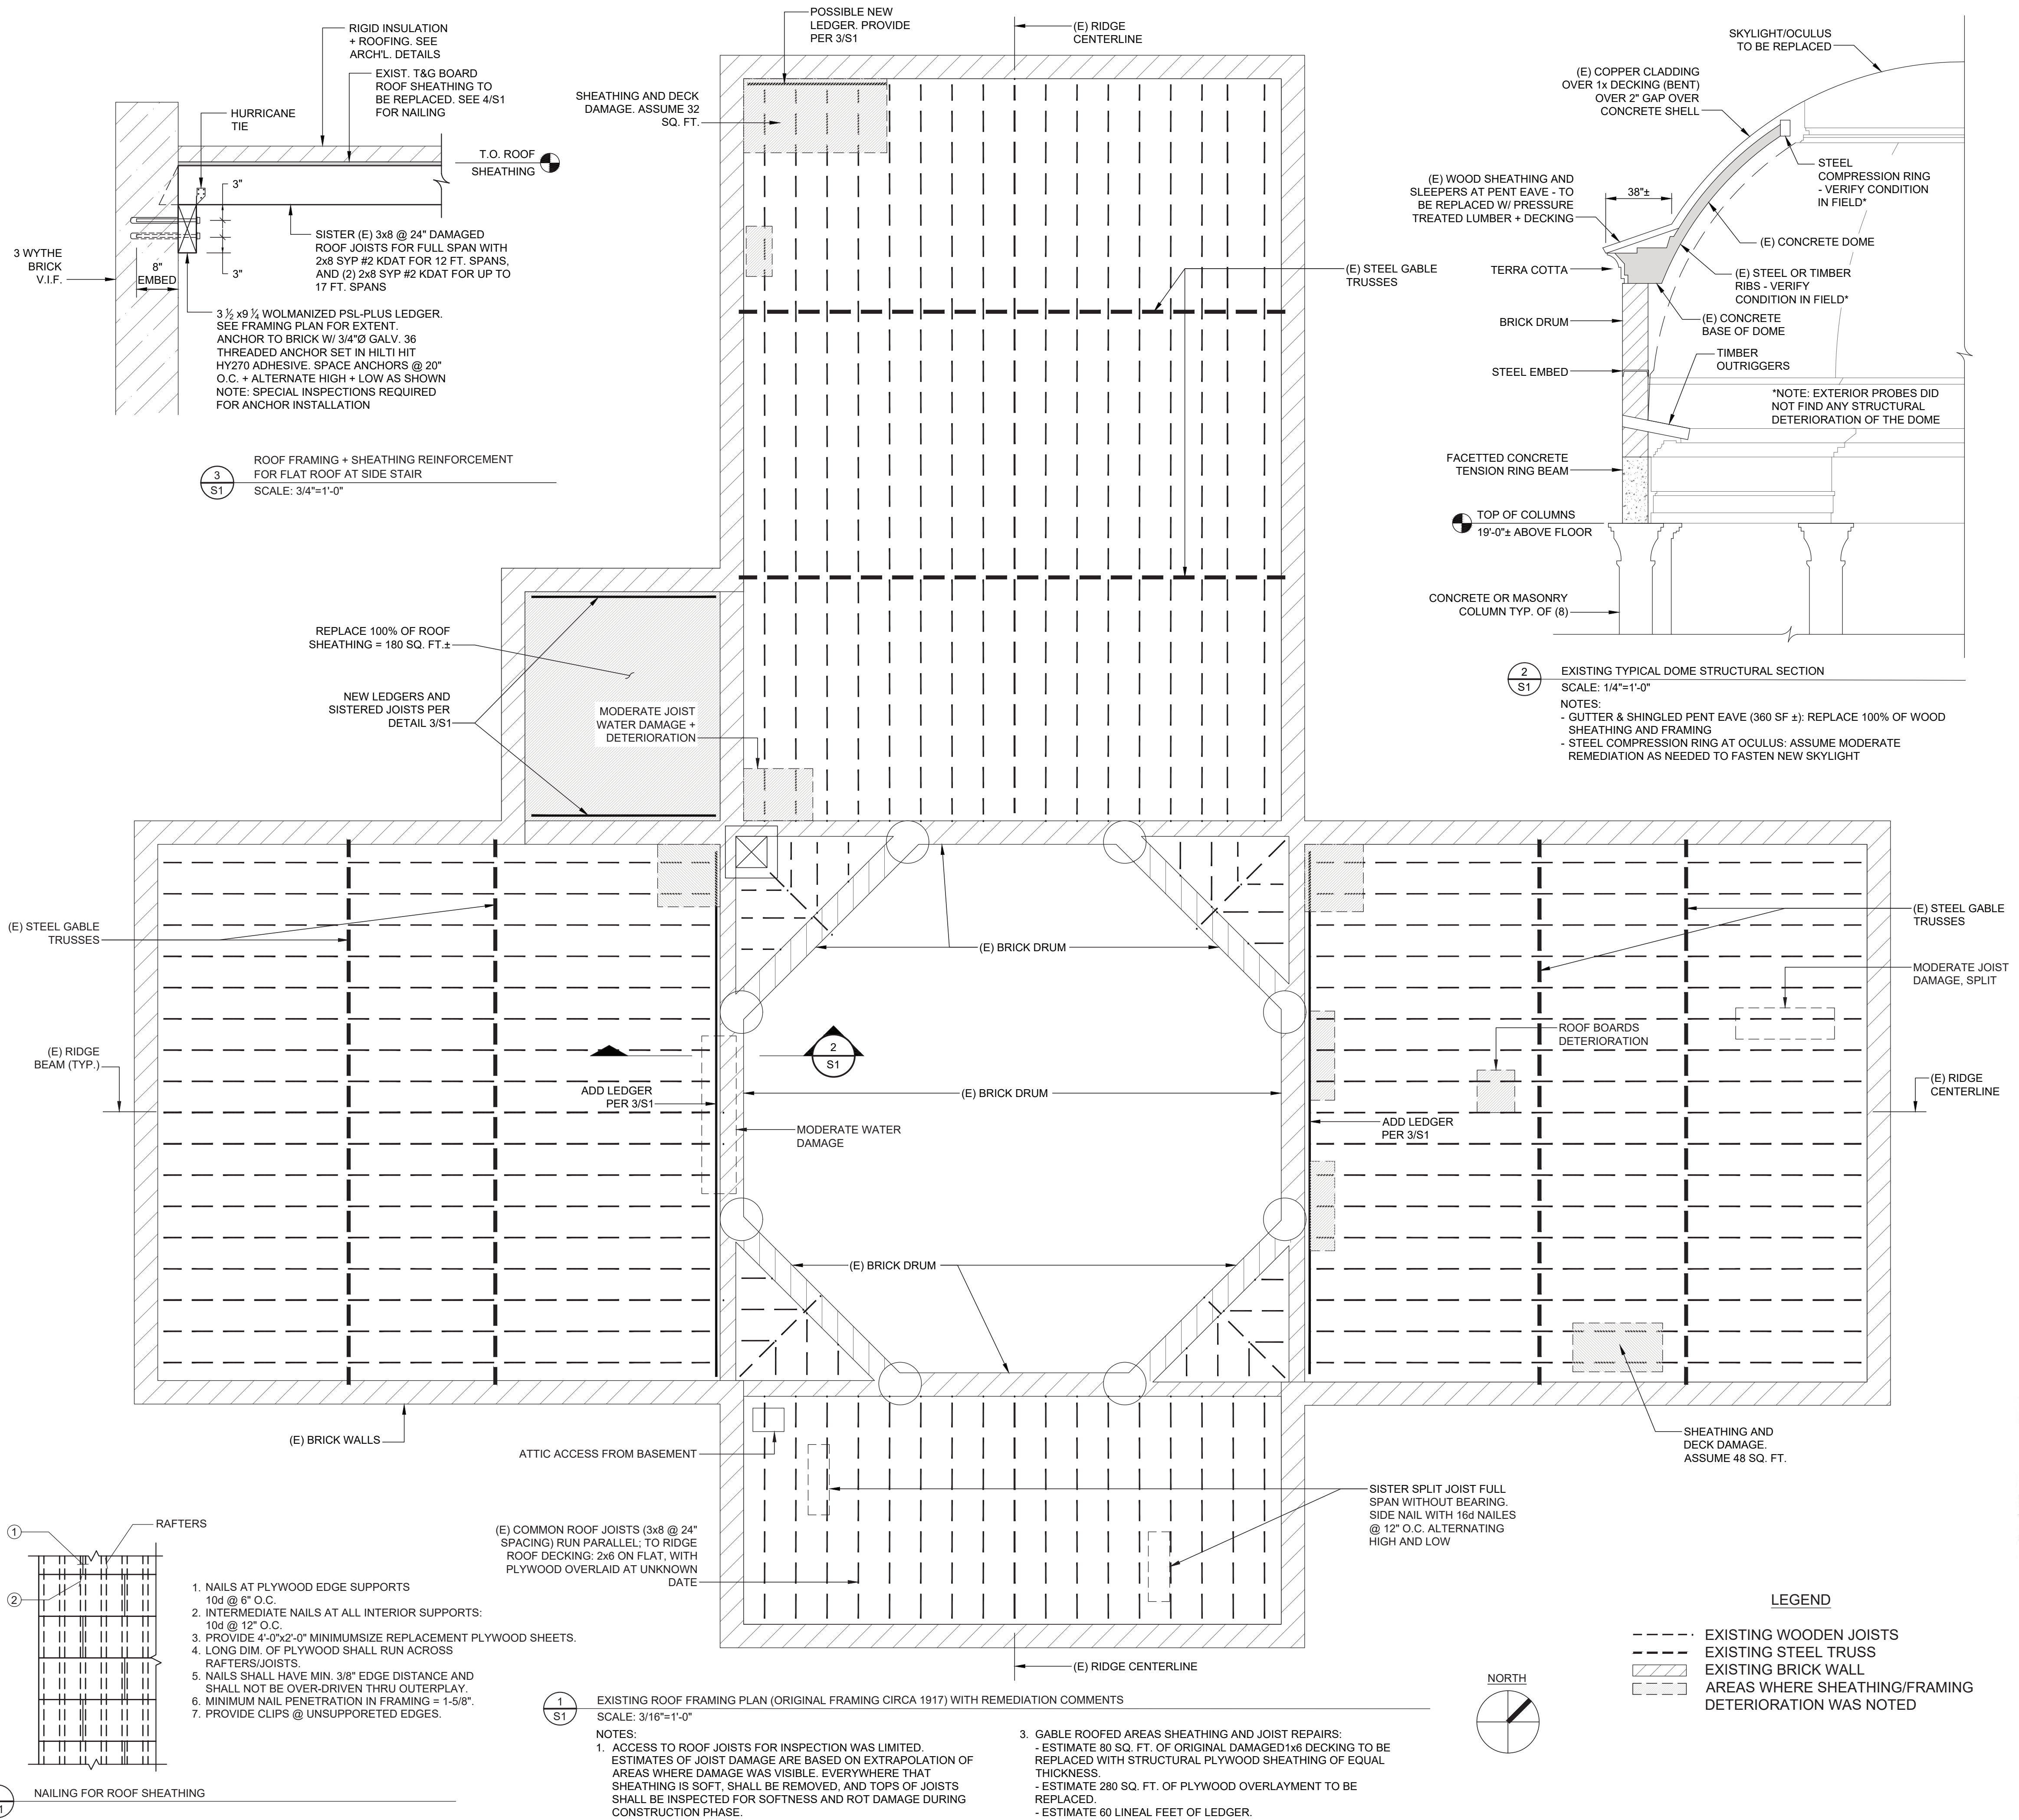 RIGID INSULATION
+ ROOFING. SEE
ARCH'L. DETAILS
EXIST. T&G BOARD
ROOF SHEATHING TO
BE REPLACED. SEE 4/S1
FOR NAILING
HURRICANE
TIE
T.O. ROOF
SHEATHING
3"
3"
8"
EMBED
3 WYTHE
BRICK
V.I.F.
SISTER (E) 3x8 @ 24" DAMAGED
ROOF JOISTS FOR FULL SPAN WITH
2x8 SYP #2 KDAT FOR 12 FT. SPANS,
AND (2) 2x8 SYP #2 KDAT FOR UP TO
17 FT. SPANS
3 ½ x9 ¼ WOLMANIZED PSL-PLUS LEDGER.
SEE FRAMING PLAN FOR EXTENT.
ANCHOR TO BRICK W/ 3/4"Ø GALV. 36
THREADED ANCHOR SET IN HILTI HIT
HY270 ADHESIVE. SPACE ANCHORS @ 20"
O.C. + ALTERNATE HIGH + LOW AS SHOWN
NOTE: SPECIAL INSPECTIONS REQUIRED
FOR ANCHOR INSTALLATION
3
S1
ROOF FRAMING + SHEATHING REINFORCEMENT
FOR FLAT ROOF AT SIDE STAIR
SCALE: 3/4"=1'-0"
POSSIBLE NEW
LEDGER. PROVIDE
PER 3/S1
(E) RIDGE
CENTERLINE
SHEATHING AND DECK
DAMAGE. ASSUME 32
SQ. FT.
(E) STEEL GABLE
TRUSSES
REPLACE 100% OF ROOF
SHEATHING = 180 SQ. FT.±
NEW LEDGERS AND
SISTERED JOISTS PER
DETAIL 3/S1
MODERATE JOIST
WATER DAMAGE +
DETERIORATION
SKYLIGHT/OCULUS
TO BE REPLACED
(E) COPPER CLADDING
OVER 1x DECKING (BENT)
OVER 2" GAP OVER
CONCRETE SHELL
STEEL
COMPRESSION RING
- VERIFY CONDITION
IN FIELD*
(E) WOOD SHEATHING AND
SLEEPERS AT PENT EAVE - TO
BE REPLACED W/ PRESSURE
TREATED LUMBER + DECKING
38"±
(E) CONCRETE DOME
TERRA COTTA
(E) STEEL OR TIMBER
RIBS - VERIFY
CONDITION IN FIELD*
BRICK DRUM
(E) CONCRETE
BASE OF DOME
TIMBER
OUTRIGGERS
STEEL EMBED
*NOTE: EXTERIOR PROBES DID
NOT FIND ANY STRUCTURAL
DETERIORATION OF THE DOME
FACETTED CONCRETE
TENSION RING BEAM
TOP OF COLUMNS
19'-0"± ABOVE FLOOR
CONCRETE OR MASONRY
COLUMN TYP. OF (8)
2
S1
EXISTING TYPICAL DOME STRUCTURAL SECTION
SCALE: 1/4"=1'-0"
NOTES:
- GUTTER & SHINGLED PENT EAVE (360 SF ±): REPLACE 100% OF WOOD
SHEATHING AND FRAMING
- STEEL COMPRESSION RING AT OCULUS: ASSUME MODERATE
REMEDIATION AS NEEDED TO FASTEN NEW SKYLIGHT
(E) STEEL GABLE
TRUSSES
(E) BRICK DRUM
(E) STEEL GABLE
TRUSSES
MODERATE JOIST
DAMAGE, SPLIT
ROOF BOARDS
DETERIORATION
2
S1
(E) RIDGE
BEAM (TYP.)
ADD LEDGER
PER 3/S1
(E) BRICK DRUM
(E) RIDGE
CENTERLINE
ADD LEDGER
PER 3/S1
MODERATE WATER
DAMAGE
(E) BRICK DRUM
(E) BRICK WALLS
ATTIC ACCESS FROM BASEMENT
SHEATHING AND
DECK DAMAGE.
ASSUME 48 SQ. FT.
SISTER SPLIT JOIST FULL
SPAN WITHOUT BEARING.
SIDE NAIL WITH 16d NAILES
@ 12" O.C. ALTERNATING
HIGH AND LOW
(E) COMMON ROOF JOISTS (3x8 @ 24"
SPACING) RUN PARALLEL; TO RIDGE
ROOF DECKING: 2x6 ON FLAT, WITH
PLYWOOD OVERLAID AT UNKNOWN
DATE
(E) RIDGE CENTERLINE
1
2
RAFTERS
1. NAILS AT PLYWOOD EDGE SUPPORTS
10d @ 6" O.C.
2. INTERMEDIATE NAILS AT ALL INTERIOR SUPPORTS:
10d @ 12" O.C.
3. PROVIDE 4'-0"x2'-0" MINIMUMSIZE REPLACEMENT PLYWOOD SHEETS.
4. LONG DIM. OF PLYWOOD SHALL RUN ACROSS
RAFTERS/JOISTS.
5. NAILS SHALL HAVE MIN. 3/8" EDGE DISTANCE AND
SHALL NOT BE OVER-DRIVEN THRU OUTERPLAY.
6. MINIMUM NAIL PENETRATION IN FRAMING = 1-5/8".
7. PROVIDE CLIPS @ UNSUPPORETED EDGES.
NAILING FOR ROOF SHEATHING
1
S1
EXISTING ROOF FRAMING PLAN (ORIGINAL FRAMING CIRCA 1917) WITH REMEDIATION COMMENTS
SCALE: 3/16"=1'-0"
NOTES:
1. ACCESS TO ROOF JOISTS FOR INSPECTION WAS LIMITED.
ESTIMATES OF JOIST DAMAGE ARE BASED ON EXTRAPOLATION OF
AREAS WHERE DAMAGE WAS VISIBLE. EVERYWHERE THAT
SHEATHING IS SOFT, SHALL BE REMOVED, AND TOPS OF JOISTS
SHALL BE INSPECTED FOR SOFTNESS AND ROT DAMAGE DURING
CONSTRUCTION PHASE.
3. GABLE ROOFED AREAS SHEATHING AND JOIST REPAIRS:
- ESTIMATE 80 SQ. FT. OF ORIGINAL DAMAGED1x6 DECKING TO BE
REPLACED WITH STRUCTURAL PLYWOOD SHEATHING OF EQUAL
THICKNESS.
- ESTIMATE 280 SQ. FT. OF PLYWOOD OVERLAYMENT TO BE
REPLACED.
- ESTIMATE 60 LINEAL FEET OF LEDGER.
NORTH
LEGEND
EXISTING WOODEN JOISTS
EXISTING STEEL TRUSS
EXISTING BRICK WALL
AREAS WHERE SHEATHING/FRAMING
DETERIORATION WAS NOTED